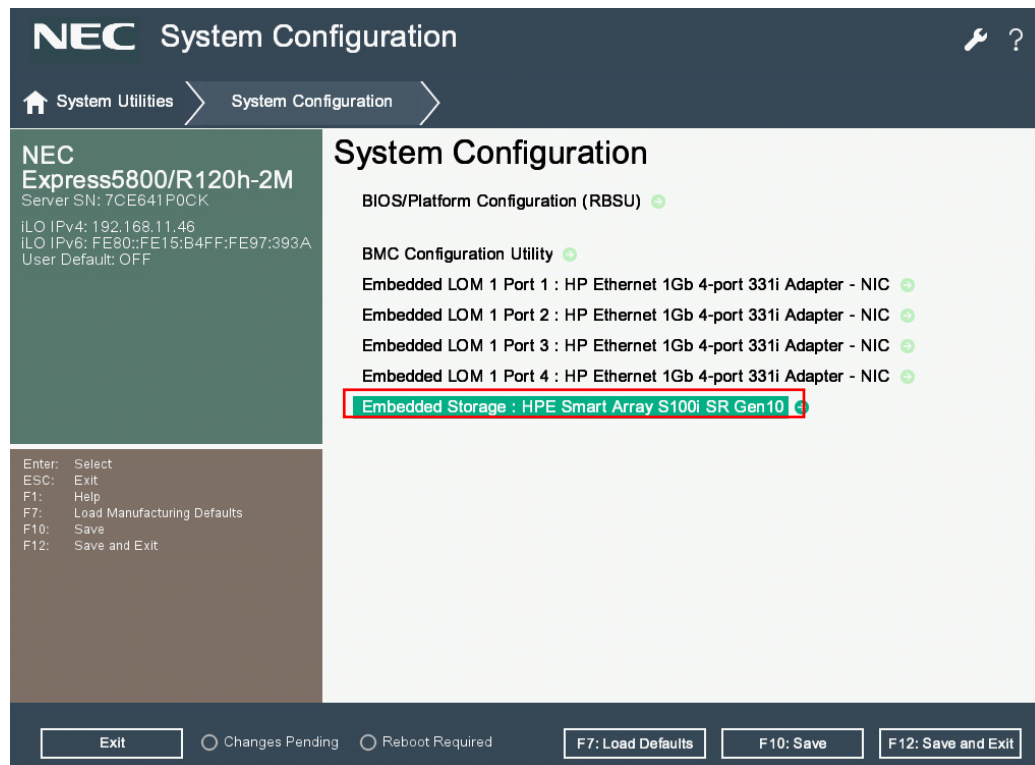 NEC System Configuration
?
System Utilities
System Configuration
NEC
Express5800/R120h-2M
Server SN: 7CE641P0CK
iLO IPv4: 192.168.11.46
iLO IPv6: FE80::FE15:B4FF:FE97:393A
User Default: OFF
Enter: Select
ESC: Exit
F1: Help
F7: Load Manufacturing Defaults
F10: Save
F12: Save and Exit
System Configuration
BIOS/Platform Configuration (RBSU)
BMC Configuration Utility
Embedded LOM 1 Port 1 : HP Ethernet 1Gb 4-port 331i Adapter - NIC
Embedded LOM 1 Port 2 : HP Ethernet 1Gb 4-port 331i Adapter - NIC
Embedded LOM 1 Port 3 : HP Ethernet 1Gb 4-port 331i Adapter - NIC
Embedded LOM 1 Port 4 : HP Ethernet 1Gb 4-port 331i Adapter - NIC
Embedded Storage : HPE Smart Array S100i SR Gen10
Exit
Changes Pending
Reboot Required
F7: Load Defaults
F10: Save
F12: Save and Exit